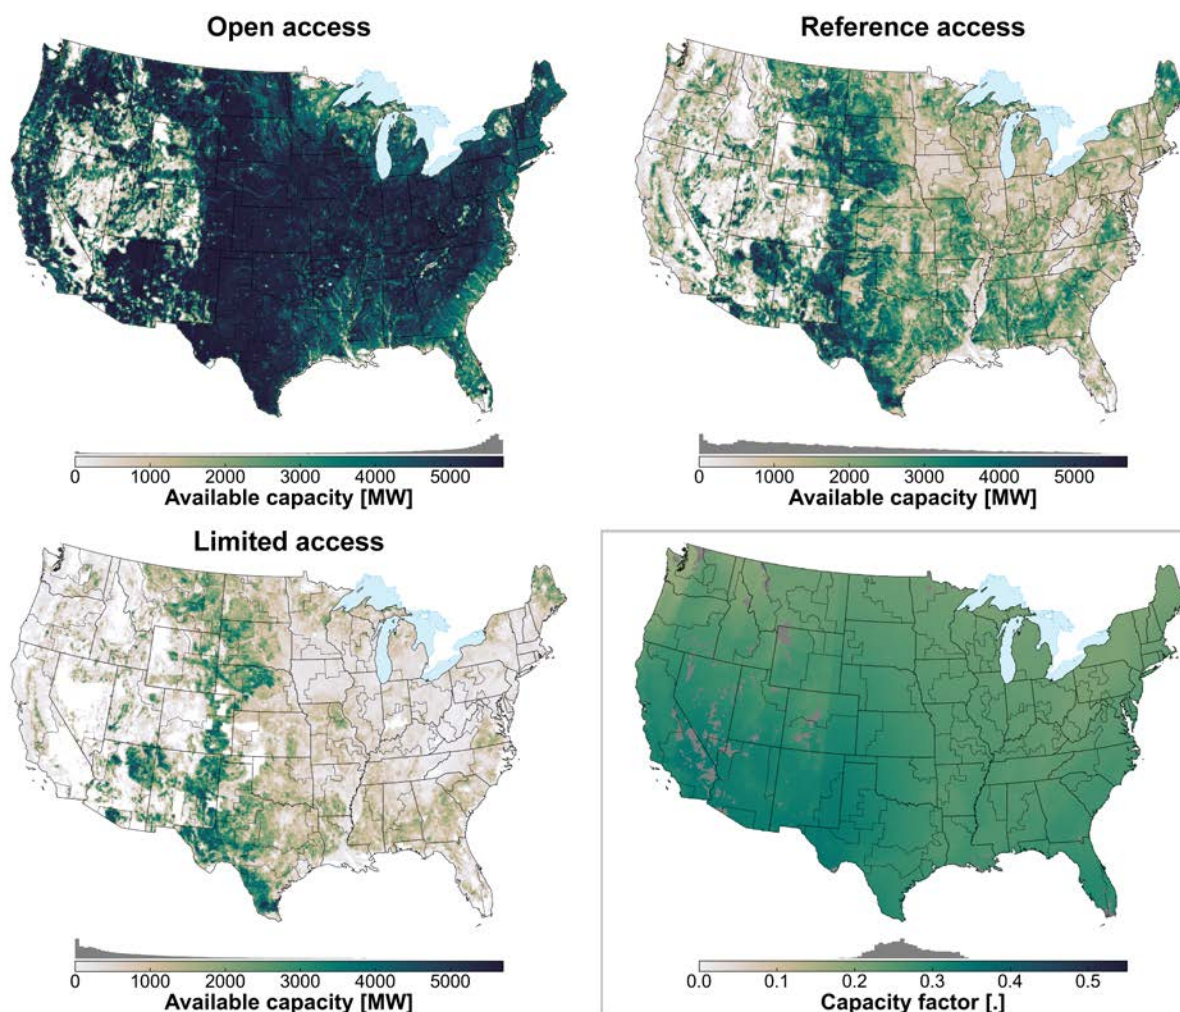 Open access
Reference access
0 1000 2000 3000 4000 5000
Available capacity [MW]
0 1000 2000 3000 4000 5000
Available capacity [MW]
Limited access
0 1000 2000 3000 4000 5000
Available capacity [MW]
0.0 0.1 0.2 0.3 0.4 0.5
Capacity factor [.]